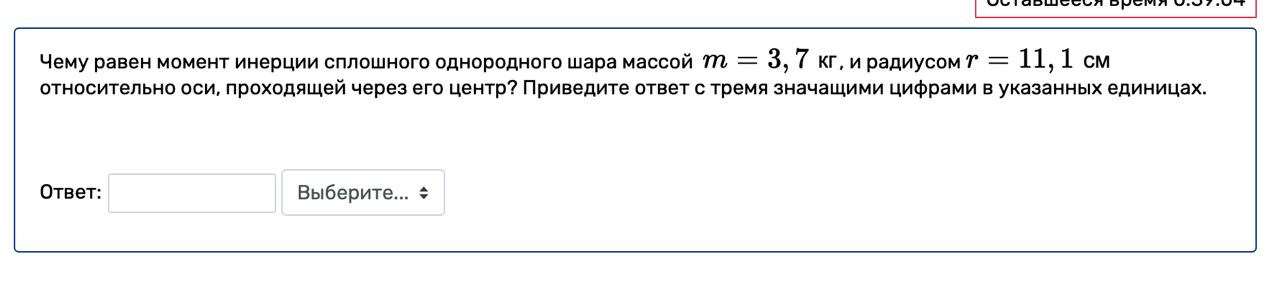 Оставшееся время 0:39:04
Чему равен момент инерции сплошного однородного шара массой m = 3, 7 кг, и радиусом r = 11, 1 см
относительно оси, проходящей через его центр? Приведите ответ с тремя значащими цифрами в указанных единицах.
Ответ:
Выберите...